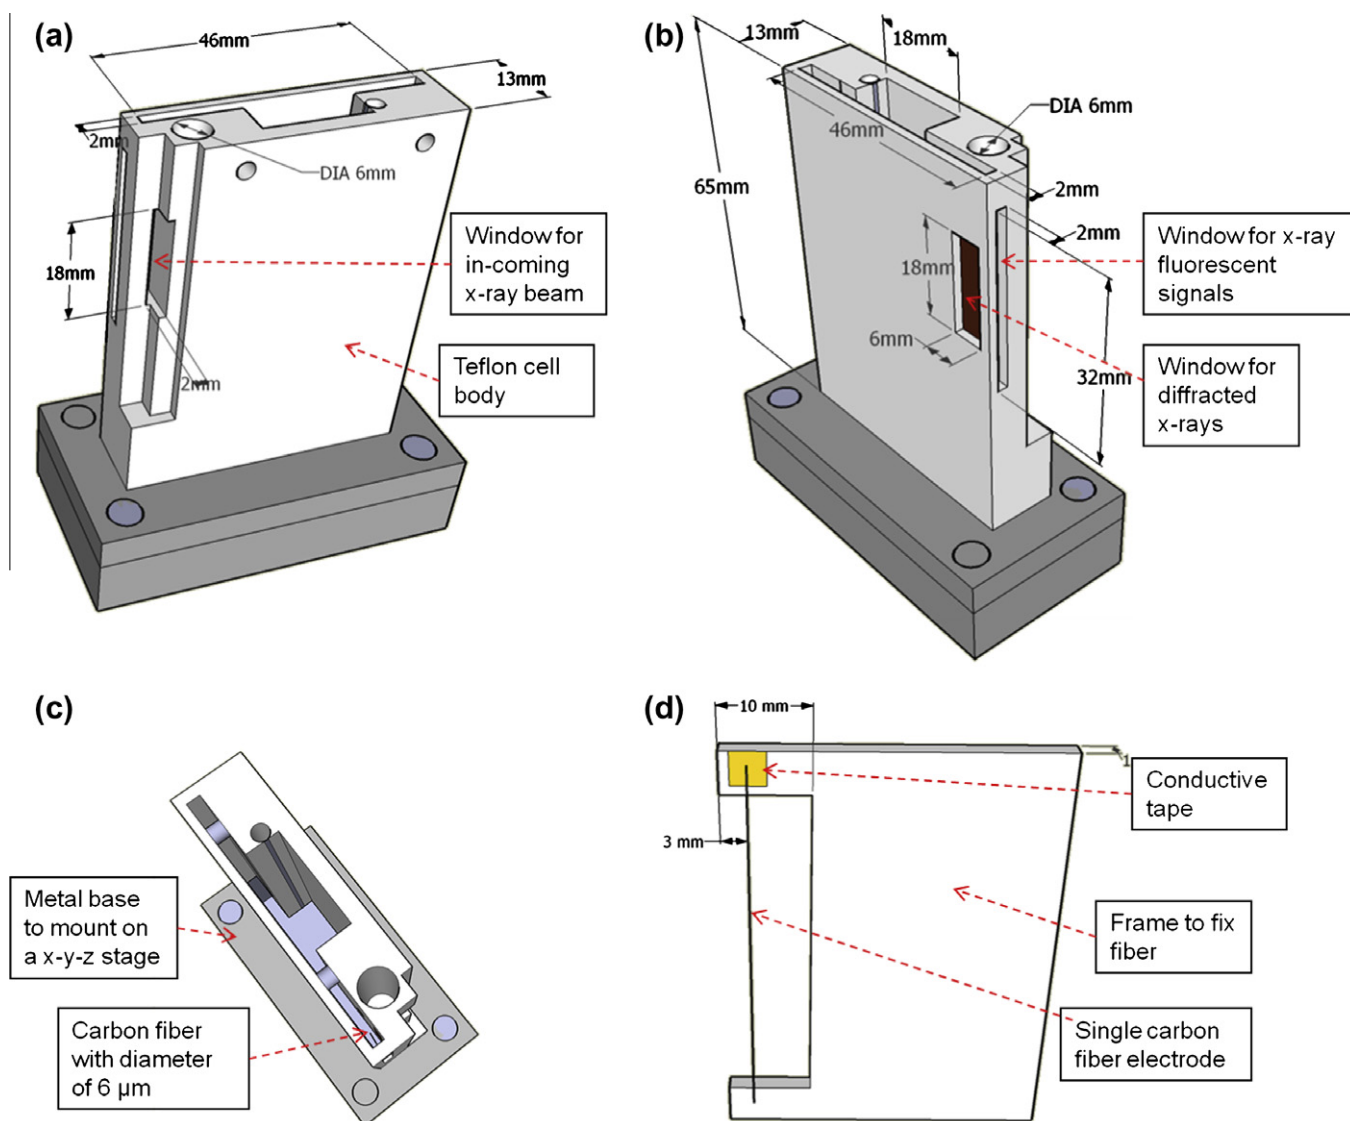 (a)
46mm
13mm
2mm
DIA 6mm
18mm
2mm
Window for
in-coming
x-ray beam
Teflon cell
body
(b)
13mm
18mm
DIA 6mm
46mm
65mm
2mm
2mm
18mm
6mm
32mm
Window for x-ray
fluorescent
signals
Window for
diffracted
x-rays
(c)
Metal base
to mount on
a x-y-z stage
Carbon fiber
with diameter
of 6 µm
(d)
10 mm
1
3 mm
Conductive
tape
Frame to fix
fiber
Single carbon
fiber electrode